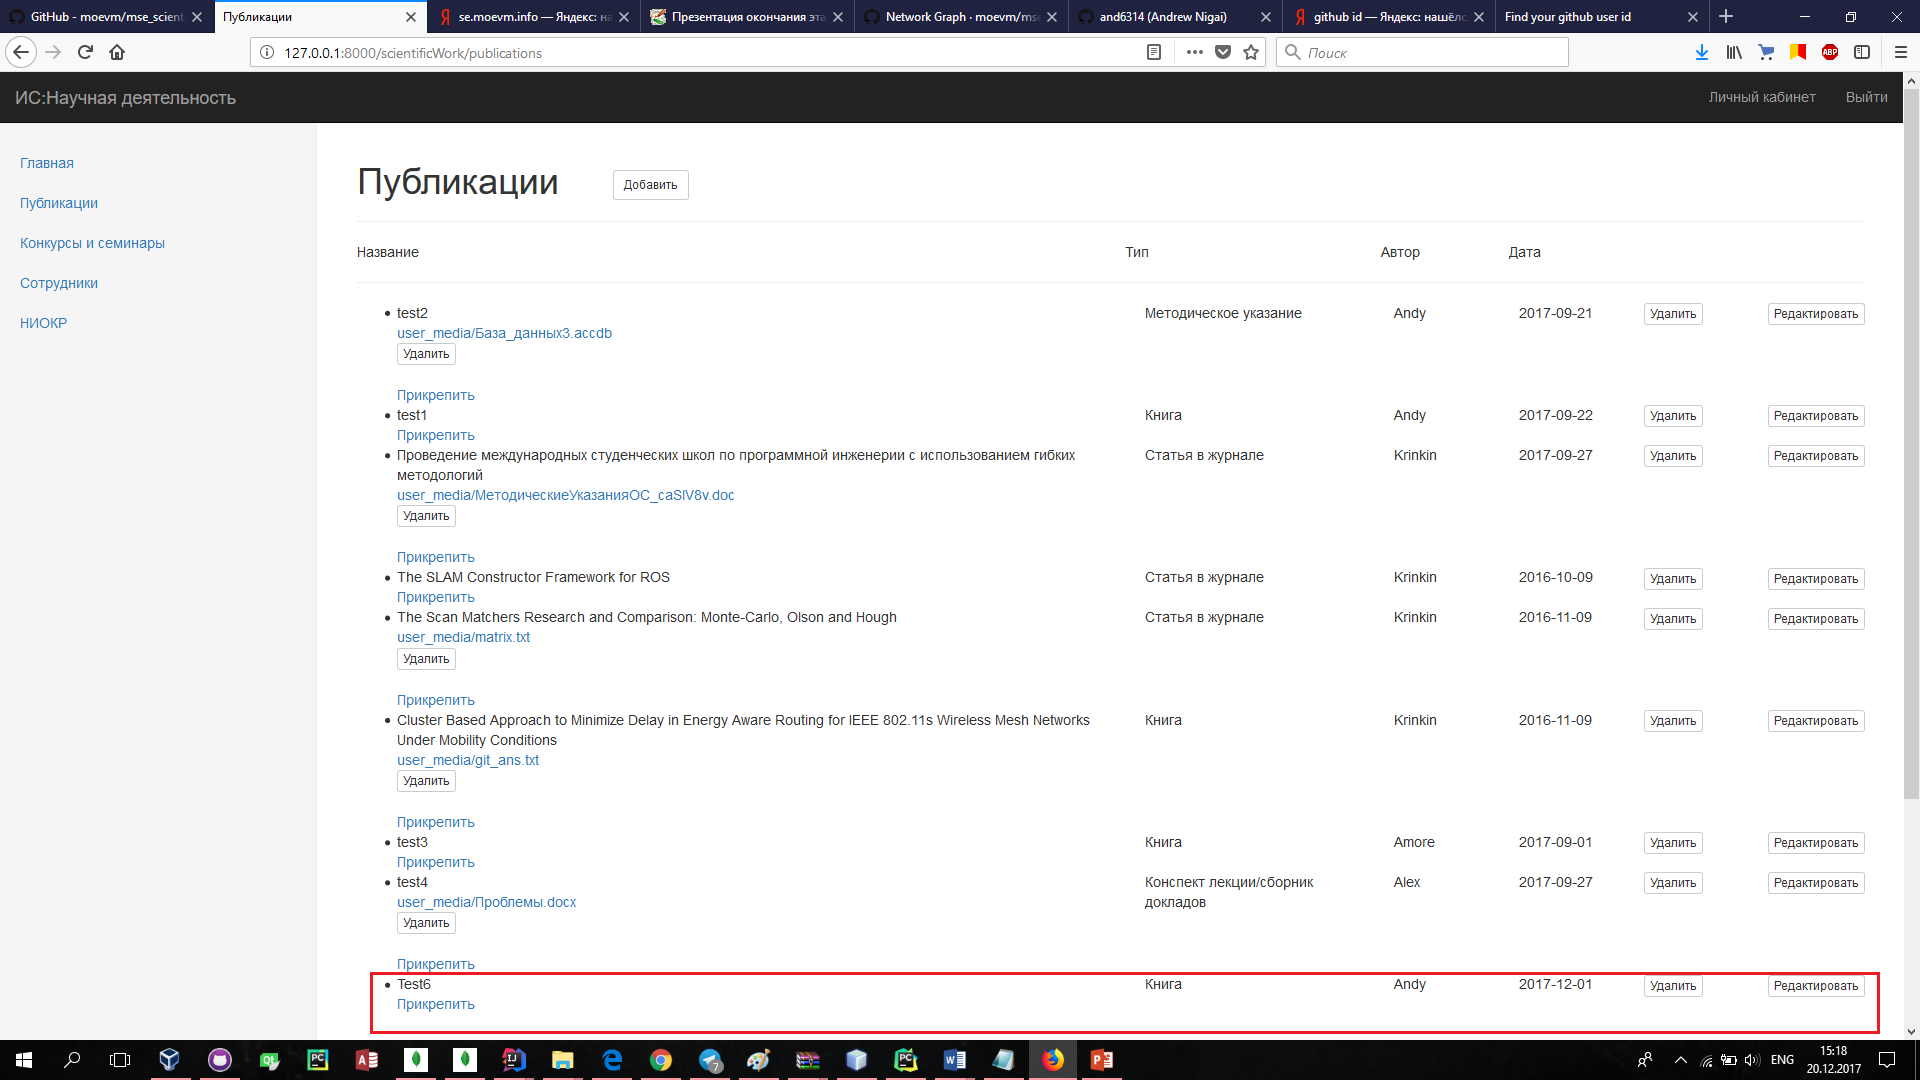 GitHub - moevm/mse_scient
Публикации
se.moevm.info — Яндекс: на
Презентация окончания эта
Network Graph · moevm/mse
and6314 (Andrew Nigai)
github id — Яндекс: нашёлс
Find your github user id
127.0.0.1:8000/scientificWork/publications
Поиск
ABP
ИС:Научная деятельность
Личный кабинет
Выйти
Главная
Публикации
Конкурсы и семинары
Сотрудники
НИОКР
Публикации Добавить
Название Тип Автор Дата
test2 Методическое указание Andy 2017-09-21 Удалить Редактировать
user_media/База_данных3.accdb
Удалить
Прикрепить
test1 Книга Andy 2017-09-22 Удалить Редактировать
Прикрепить
Проведение международных студенческих школ по программной инженерии с использованием гибких Статья в журнале Krinkin 2017-09-27 Удалить Редактировать
методологий
user_media/МетодическиеУказанияОС_caSlV8v.doc
Удалить
Прикрепить
The SLAM Constructor Framework for ROS Статья в журнале Krinkin 2016-10-09 Удалить Редактировать
Прикрепить
The Scan Matchers Research and Comparison: Monte-Carlo, Olson and Hough Статья в журнале Krinkin 2016-11-09 Удалить Редактировать
user_media/matrix.txt
Удалить
Прикрепить
Cluster Based Approach to Minimize Delay in Energy Aware Routing for IEEE 802.11s Wireless Mesh Networks Книга Krinkin 2016-11-09 Удалить Редактировать
Under Mobility Conditions
user_media/git_ans.txt
Удалить
Прикрепить
test3 Книга Amore 2017-09-01 Удалить Редактировать
Прикрепить
test4 Конспект лекции/сборник Alex 2017-09-27 Удалить Редактировать
user_media/Проблемы.docx докладов
Удалить
Прикрепить
Test6 Книга Andy 2017-12-01 Удалить Редактировать
Прикрепить
7
ENG
15:18
20.12.2017